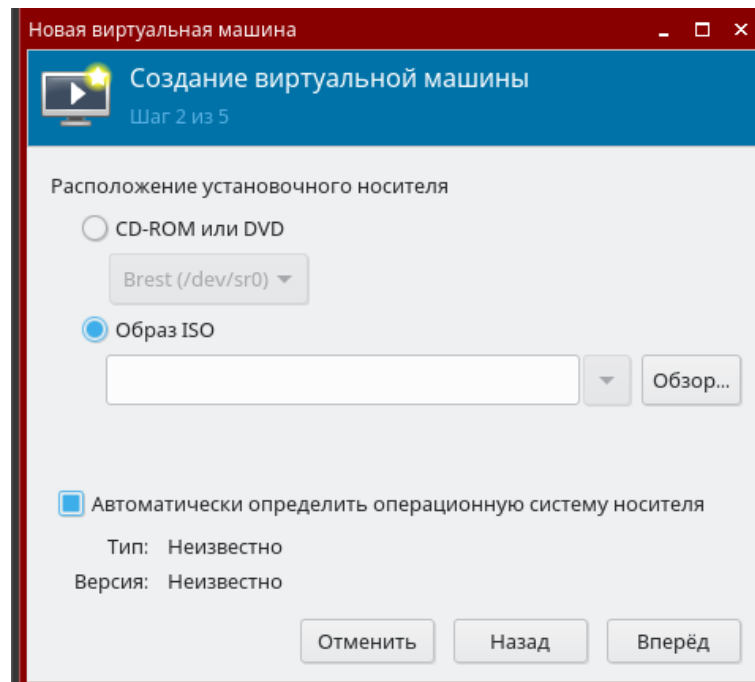 Новая виртуальная машина
Создание виртуальной машины
Шаг 2 из 5
Расположение установочного носителя
CD-ROM или DVD
Brest (/dev/sr0)
Образ ISO
Обзор...
Автоматически определить операционную систему носителя
Тип: Неизвестно
Версия: Неизвестно
Отменить Назад Вперёд